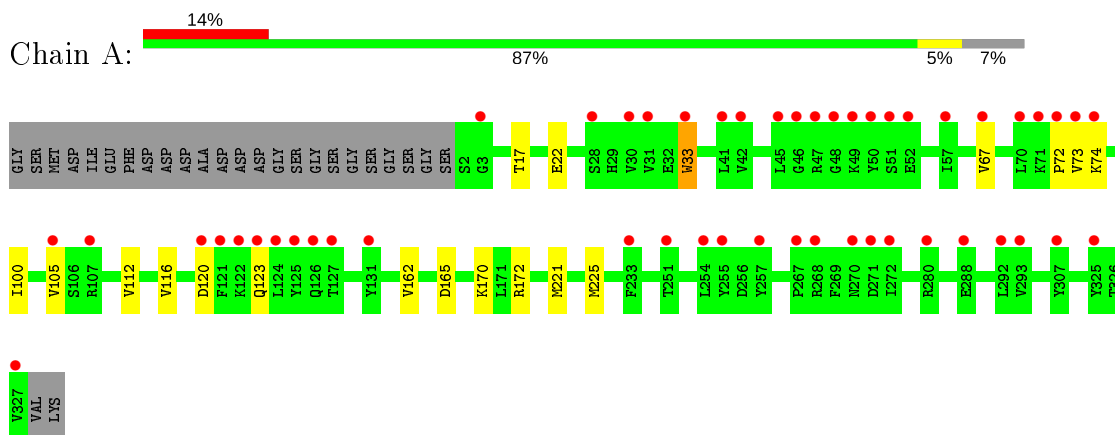 14%
Chain A:
87% 5% 7%
GLY SER MET ASP ILE GLU PHE ASP ASP ASP ALA ASP ASP ASP GLY SER GLY SER GLY SER GLY SER GLY SER S2 G3 T17 E22 S28 H29 V30 V31 E32 W33 L41 V42 L45 G46 R47 G48 K49 Y50 S51 E52 I57 V67 L70 K71 P72 V73 K74
I100 V105 S106 R107 V112 V116 D120 F121 K122 Q123 L124 Y125 Q126 T127 Y131 V162 D165 K170 L171 R172 M221 M225 F233 T251 L254 Y255 D256 Y257 P267 R268 F269 N270 D271 I272 R280 E288 L292 V293 Y307 Y325 T326
V327 VAL LYS